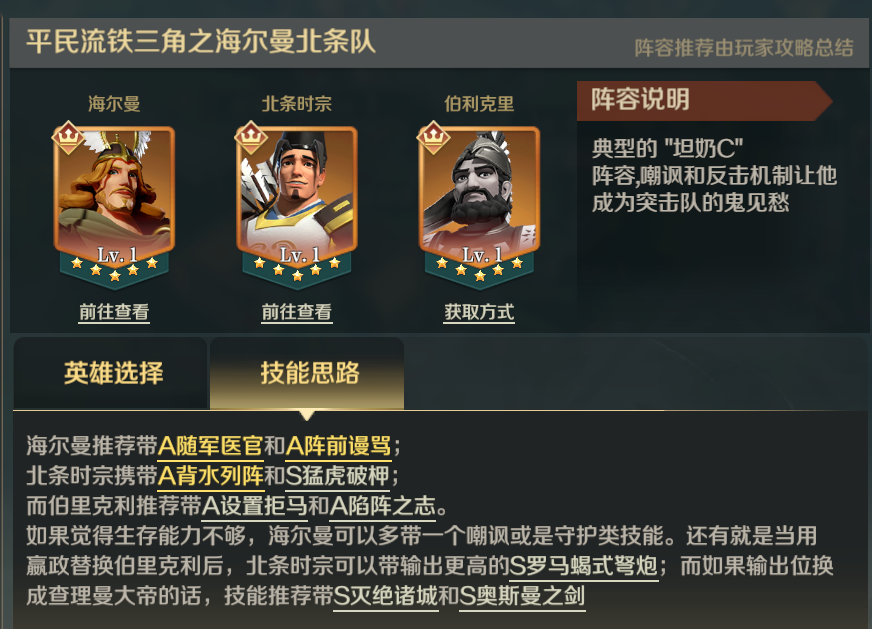 平民流铁三角之海尔曼北条队
阵容推荐由玩家攻略总结
海尔曼
北条时宗
伯利克里
阵容说明
典型的 "坦奶C"
阵容,嘲讽和反击机制让他
成为突击队的鬼见愁
Lv. 1
Lv. 1
Lv. 1
前往查看
前往查看
获取方式
英雄选择
技能思路
海尔曼推荐带A随军医官和A阵前谩骂；
北条时宗携带A背水列阵和S猛虎破柙；
而伯里克利推荐带A设置拒马和A陷阵之志。
如果觉得生存能力不够，海尔曼可以多带一个嘲讽或是守护类技能。还有就是当用
嬴政替换伯里克利后，北条时宗可以带输出更高的S罗马蝎式弩炮；而如果输出位换
成查理曼大帝的话，技能推荐带S灭绝诸城和S奥斯曼之剑